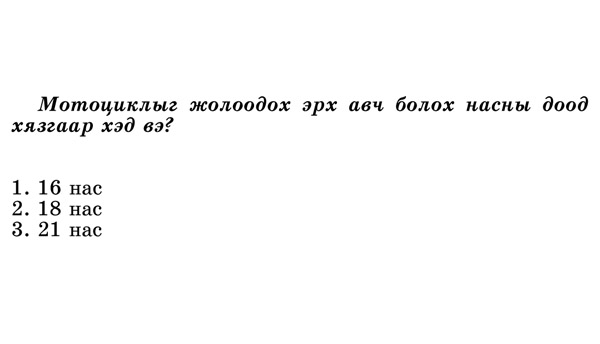 Мотоциклыг жолоодох эрх авч болох насны доод
хязгаар хэд вэ?
1. 16 нас
2. 18 нас
3. 21 нас